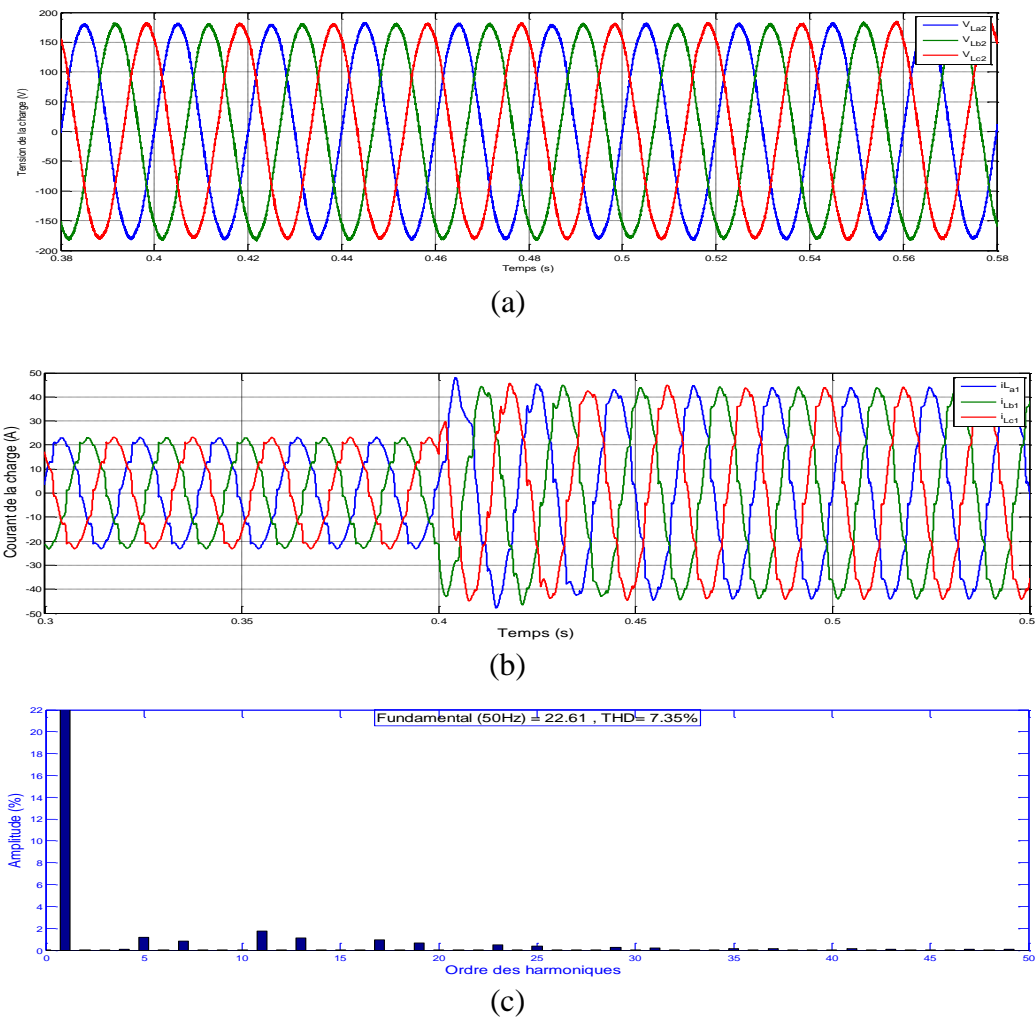 200
150
100
50
0
-50
-100
-150
-200
Tension de la charge (V)
V_La2
V_Lb2
V_Lc2
0.38 0.4 0.42 0.44 0.46 0.48 0.5 0.52 0.54 0.56 0.58
Temps (s)
(a)
50
40
30
20
10
0
-10
-20
-30
-40
-50
Courant de la charge (A)
iL_a1
i_Lb1
i_Lc1
0.3 0.35 0.4 0.45 0.5 0.5
Temps (s)
(b)
Fundamental (50Hz) = 22.61 , THD= 7.35%
22
20
18
16
14
12
10
8
6
4
2
0
Amplitude (%)
0 5 10 15 20 25 30 35 40 45 50
Ordre des harmoniques
(c)